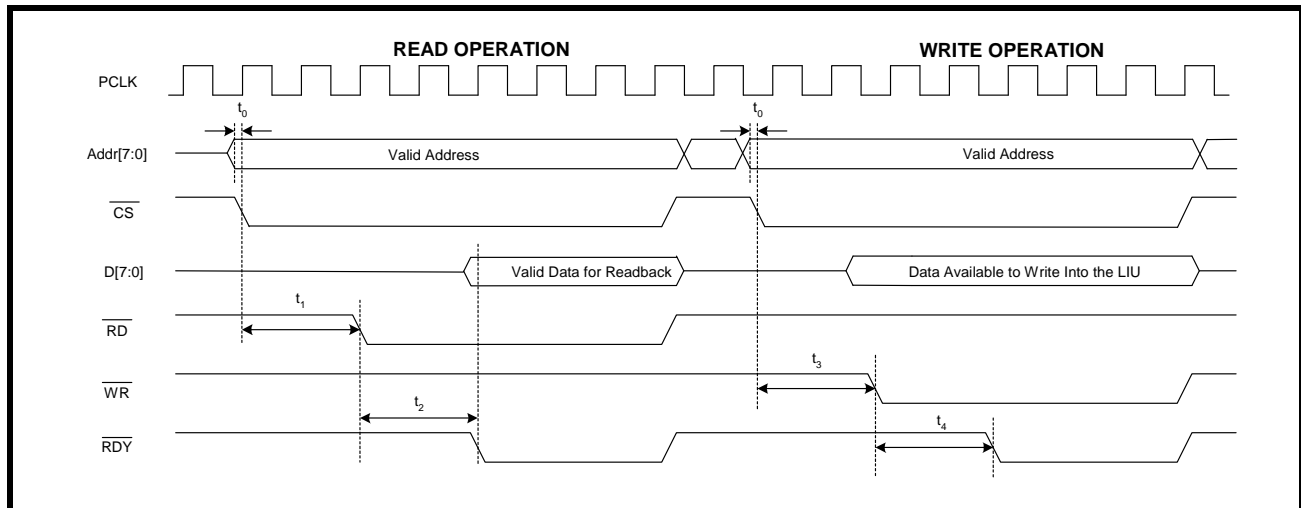 READ OPERATION WRITE OPERATION
PCLK
t0 t0
Addr[7:0] Valid Address Valid Address
CS
D[7:0] Valid Data for Readback Data Available to Write Into the LIU
t1
RD
t3
WR
t2
t4
RDY